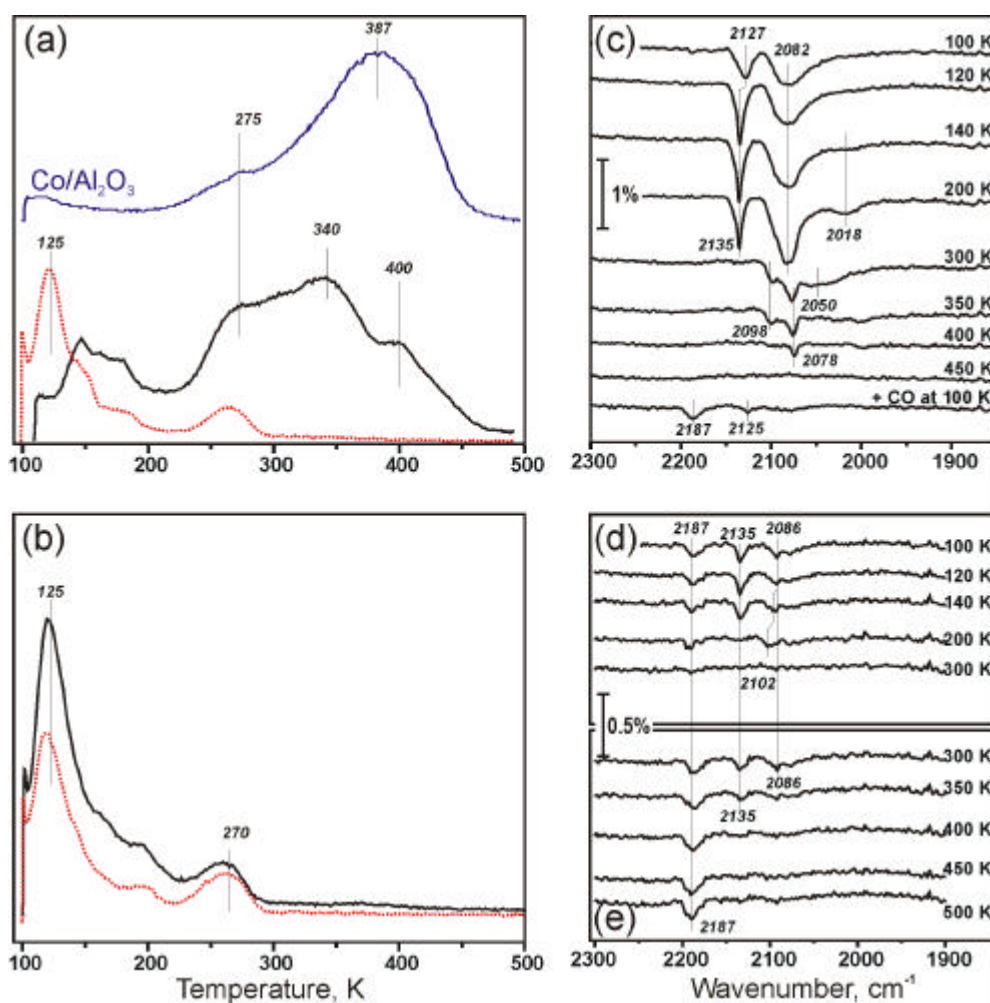 (a)
387
275
Co/Al2O3
125
340
400
100 200 300 400 500
(b)
125
270
100 200 300 400 500
Temperature, K
(c)
2127
2082
100 K
120 K
140 K
1%
200 K
2135
2018
300 K
2050
350 K
2098
400 K
2078
450 K
+ CO at 100 K
2187
2125
2300 2200 2100 2000 1900
(d)
2187
2135
2086
100 K
120 K
140 K
200 K
2102
300 K
0.5%
300 K
2086
350 K
2135
400 K
450 K
500 K
(e)
2187
2300 2200 2100 2000 1900
Wavenumber, cm-1